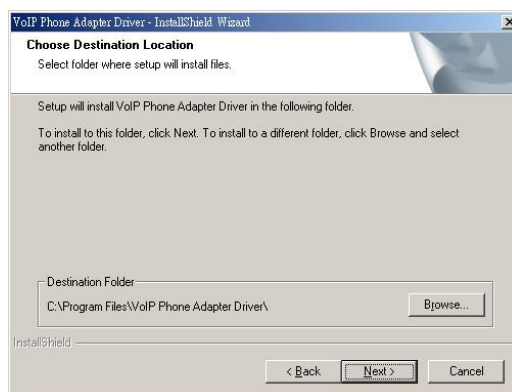 VoIP Phone Adapter Driver - InstallShield Wizard
Choose Destination Location
Select folder where setup will install files.
Setup will install VoIP Phone Adapter Driver in the following folder.
To install to this folder, click Next. To install to a different folder, click Browse and select
another folder.
Destination Folder
C:\Program Files\VoIP Phone Adapter Driver\
Browse...
InstallShield
< Back
Next >
Cancel